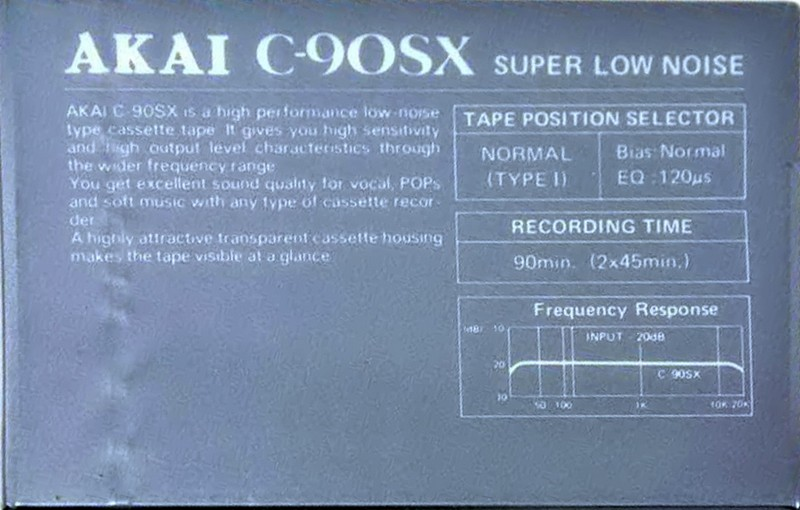 AKAI C-90SX SUPER LOW NOISE
AKAI C-90SX is a high performance low-noise
type cassette tape. It gives you high sensitivity
and high output level characteristics through
the wider frequency range
You get excellent sound quality for vocal, POPs
and soft music with any type of cassette recor-
der
A highly attractive transparent cassette housing
makes the tape visible at a glance
TAPE POSITION SELECTOR
NORMAL
(TYPE I)
Bias: Normal
EQ : 120μs
RECORDING TIME
90min. (2x45min.)
Frequency Response
(dB) 10
INPUT -20dB
20
C 90SX
50 100 1K 10K 20K